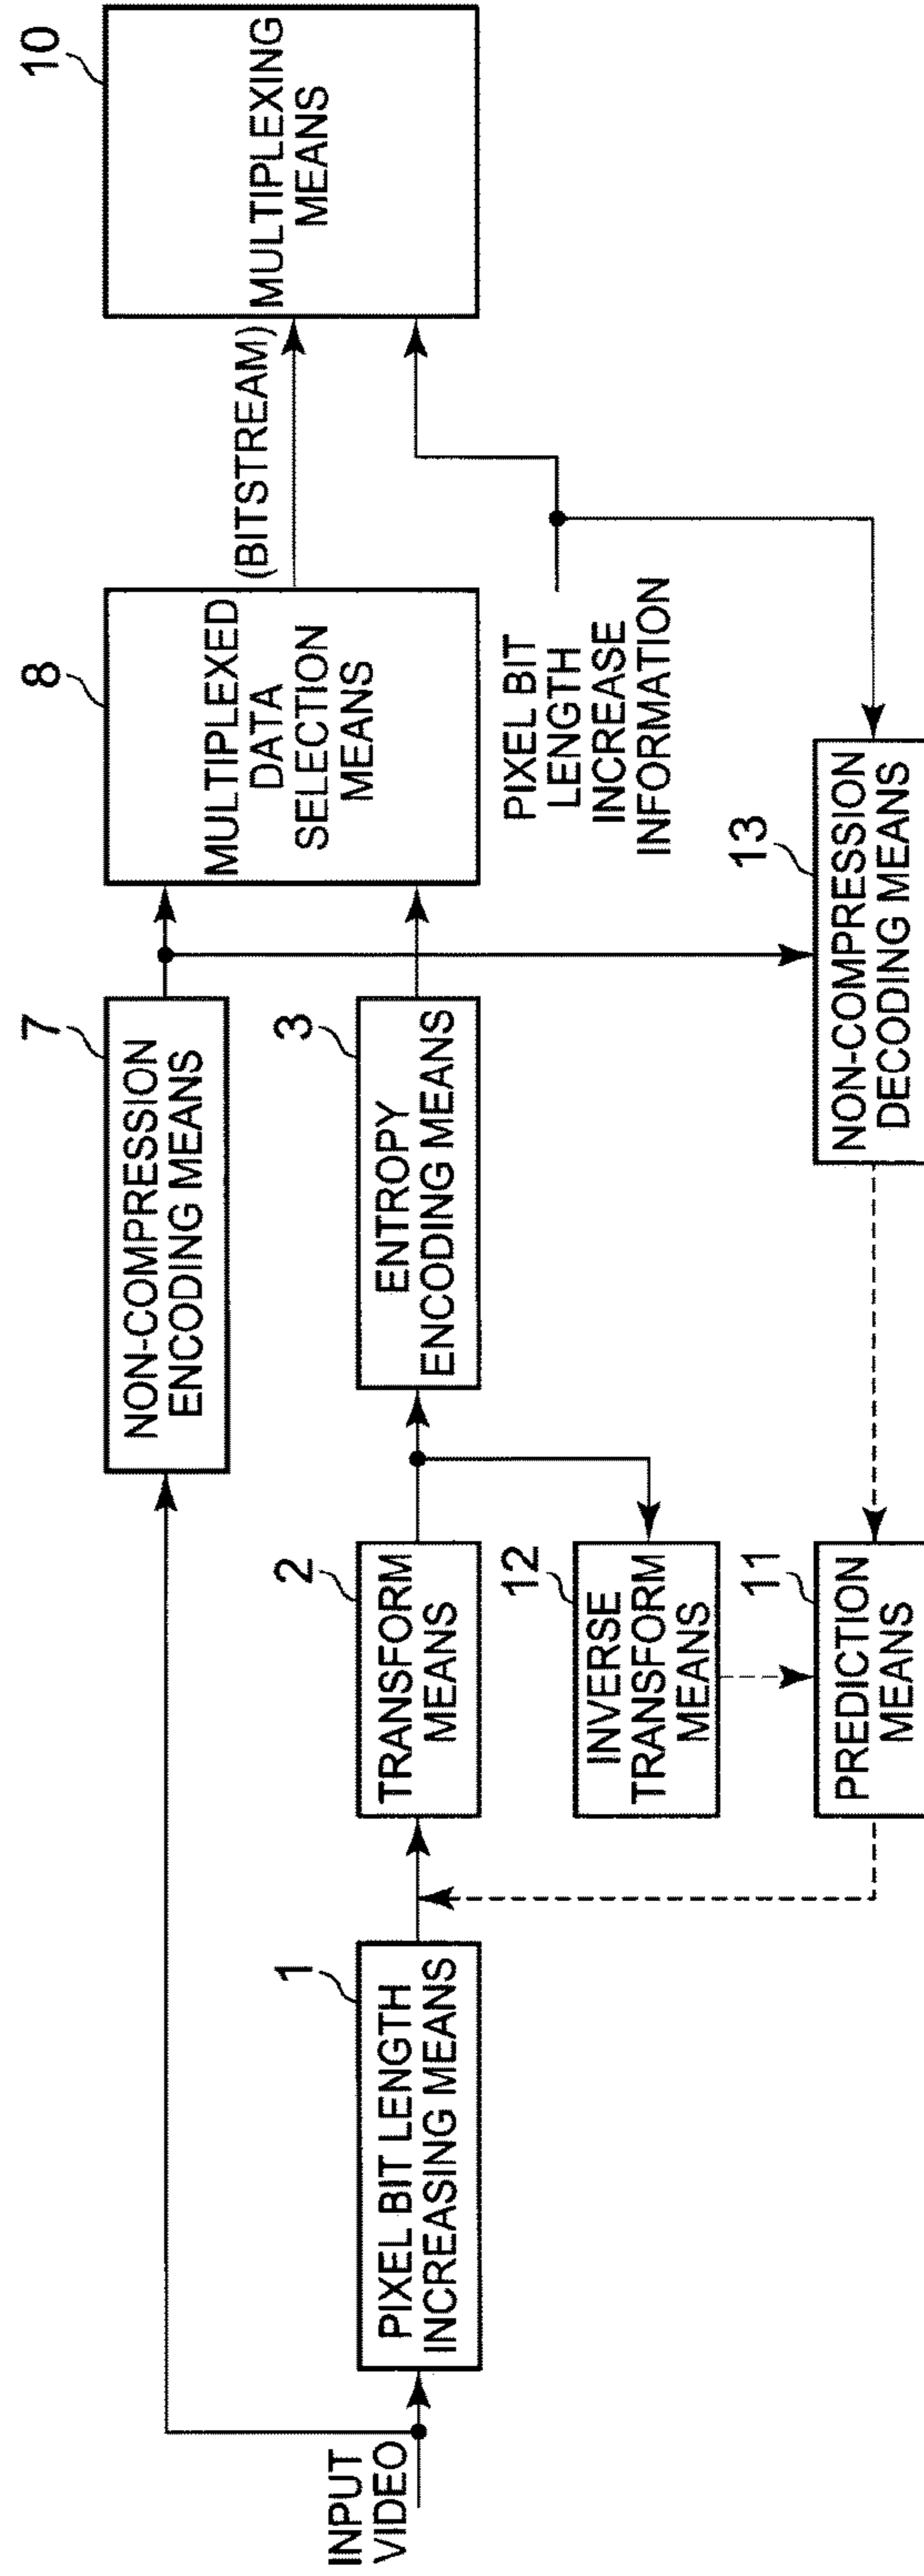 INPUT
VIDEO
1
PIXEL BIT LENGTH
INCREASING MEANS
2
TRANSFORM
MEANS
12
INVERSE
TRANSFORM
MEANS
11
PREDICTION
MEANS
7
NON-COMPRESSION
ENCODING MEANS
3
ENTROPY
ENCODING MEANS
13
NON-COMPRESSION
DECODING MEANS
8
MULTIPLEXED
DATA
SELECTION
MEANS
PIXEL BIT
LENGTH
INCREASE
INFORMATION
(BITSTREAM)
10
MULTIPLEXING
MEANS